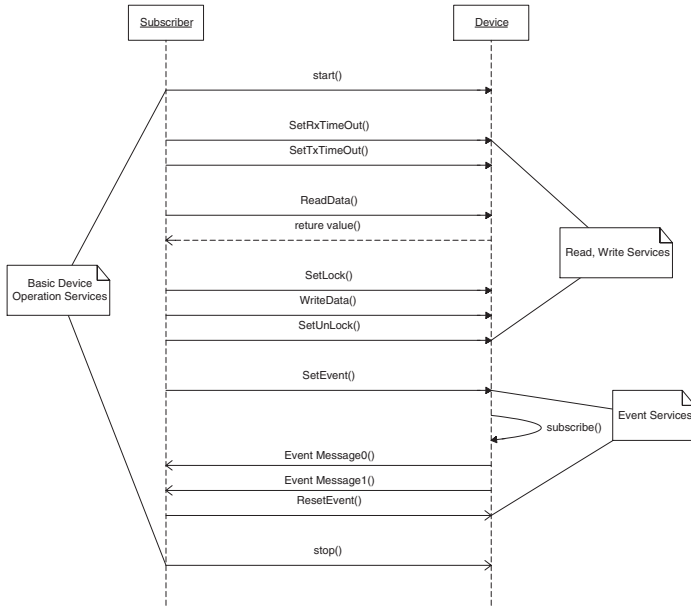 Subscriber
Device
start()
SetRxTimeOut()
SetTxTimeOut()
ReadData()
reture value()
Read, Write Services
Basic Device
Operation Services
SetLock()
WriteData()
SetUnLock()
SetEvent()
Event Services
subscribe()
Event Message0()
Event Message1()
ResetEvent()
stop()